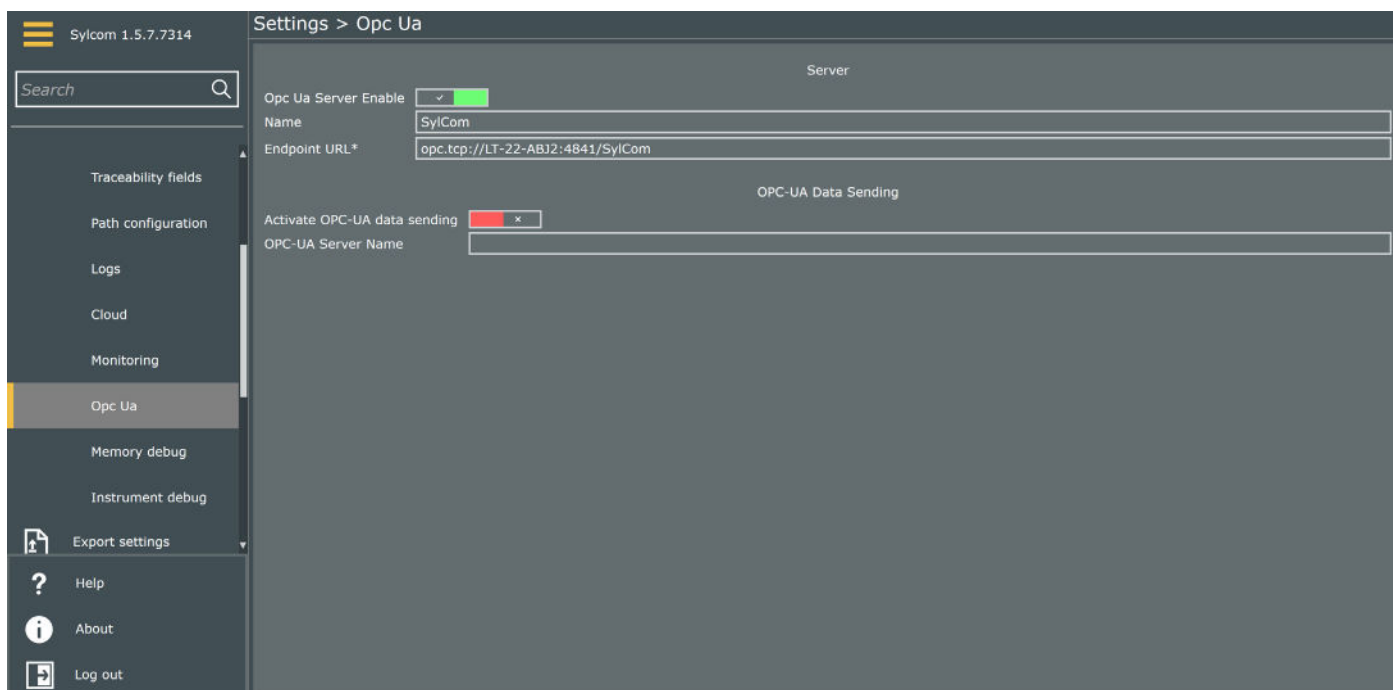 Sylcom 1.5.7.7314
Search
Traceability fields
Path configuration
Logs
Cloud
Monitoring
Opc Ua
Memory debug
Instrument debug
Export settings
Help
About
Log out
Settings > Opc Ua
Server
Opc Ua Server Enable
Name SylCom
Endpoint URL* opc.tcp://LT-22-ABJ2:4841/SylCom
OPC-UA Data Sending
Activate OPC-UA data sending
OPC-UA Server Name